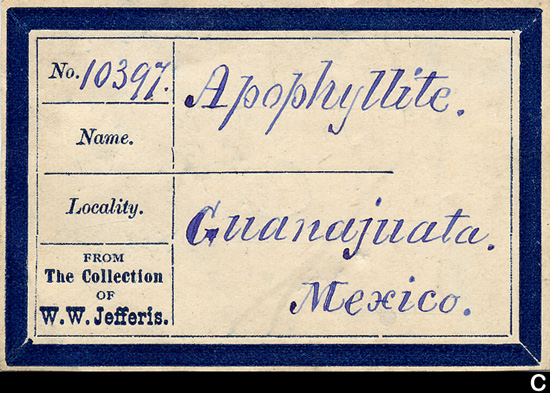 No. 10397.
Apophyllite.
Name.
Locality.
Guanajuata.
Mexico.
FROM
The Collection
OF
W.W. Jefferis.
C